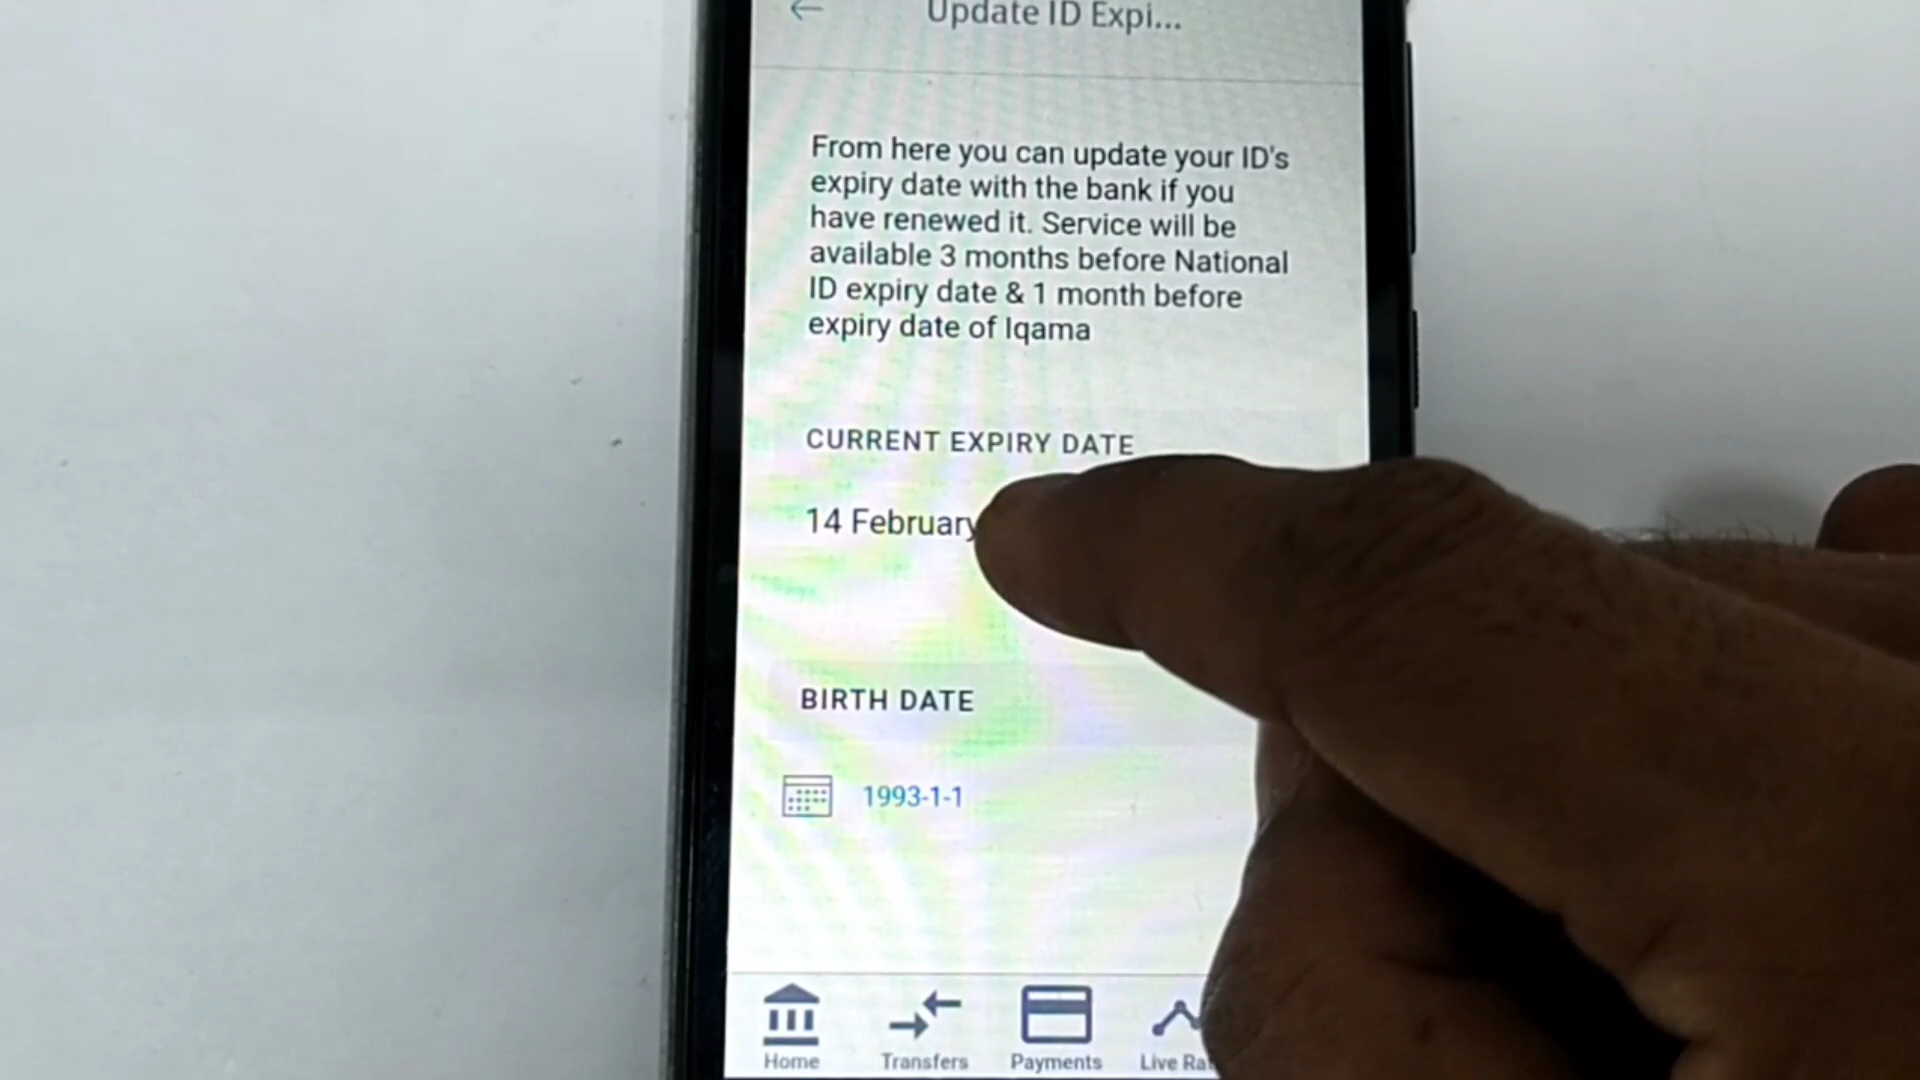 Update ID Expi...
From here you can update your ID's
expiry date with the bank if you
have renewed it. Service will be
available 3 months before National
ID expiry date & 1 month before
expiry date of Iqama
CURRENT EXPIRY DATE
14 February
BIRTH DATE
1993-1-1
Home Transfers Payments Live